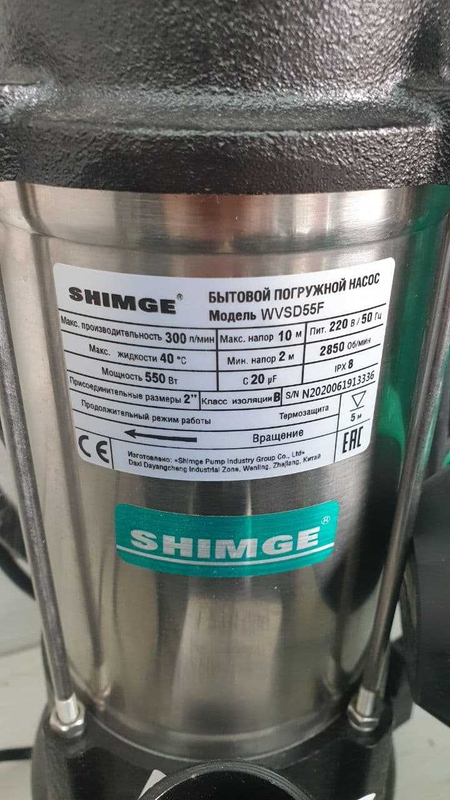 SHIMGE®
БЫТОВОЙ ПОГРУЖНОЙ НАСОС
Модель WVSD55F
Макс. производительность 300 л/мин Макс. напор 10 м Пит. 220 В / 50 Гц
Макс. жидкости 40 °C Мин. напор 2 м 2850 Об/мин
Мощность 550 Вт C 20 µF IPX 8
Присоединительные размеры 2" Класс изоляции B S/N N2020061913336
Продолжительный режим работы Термозащита 5 м
Вращение
CE Изготовлено: «Shimge Pump Industry Group Co., Ltd» EAC
Daxi Dayangcheng Industrial Zone, Wenling, Zhejiang, Китай
SHIMGE®